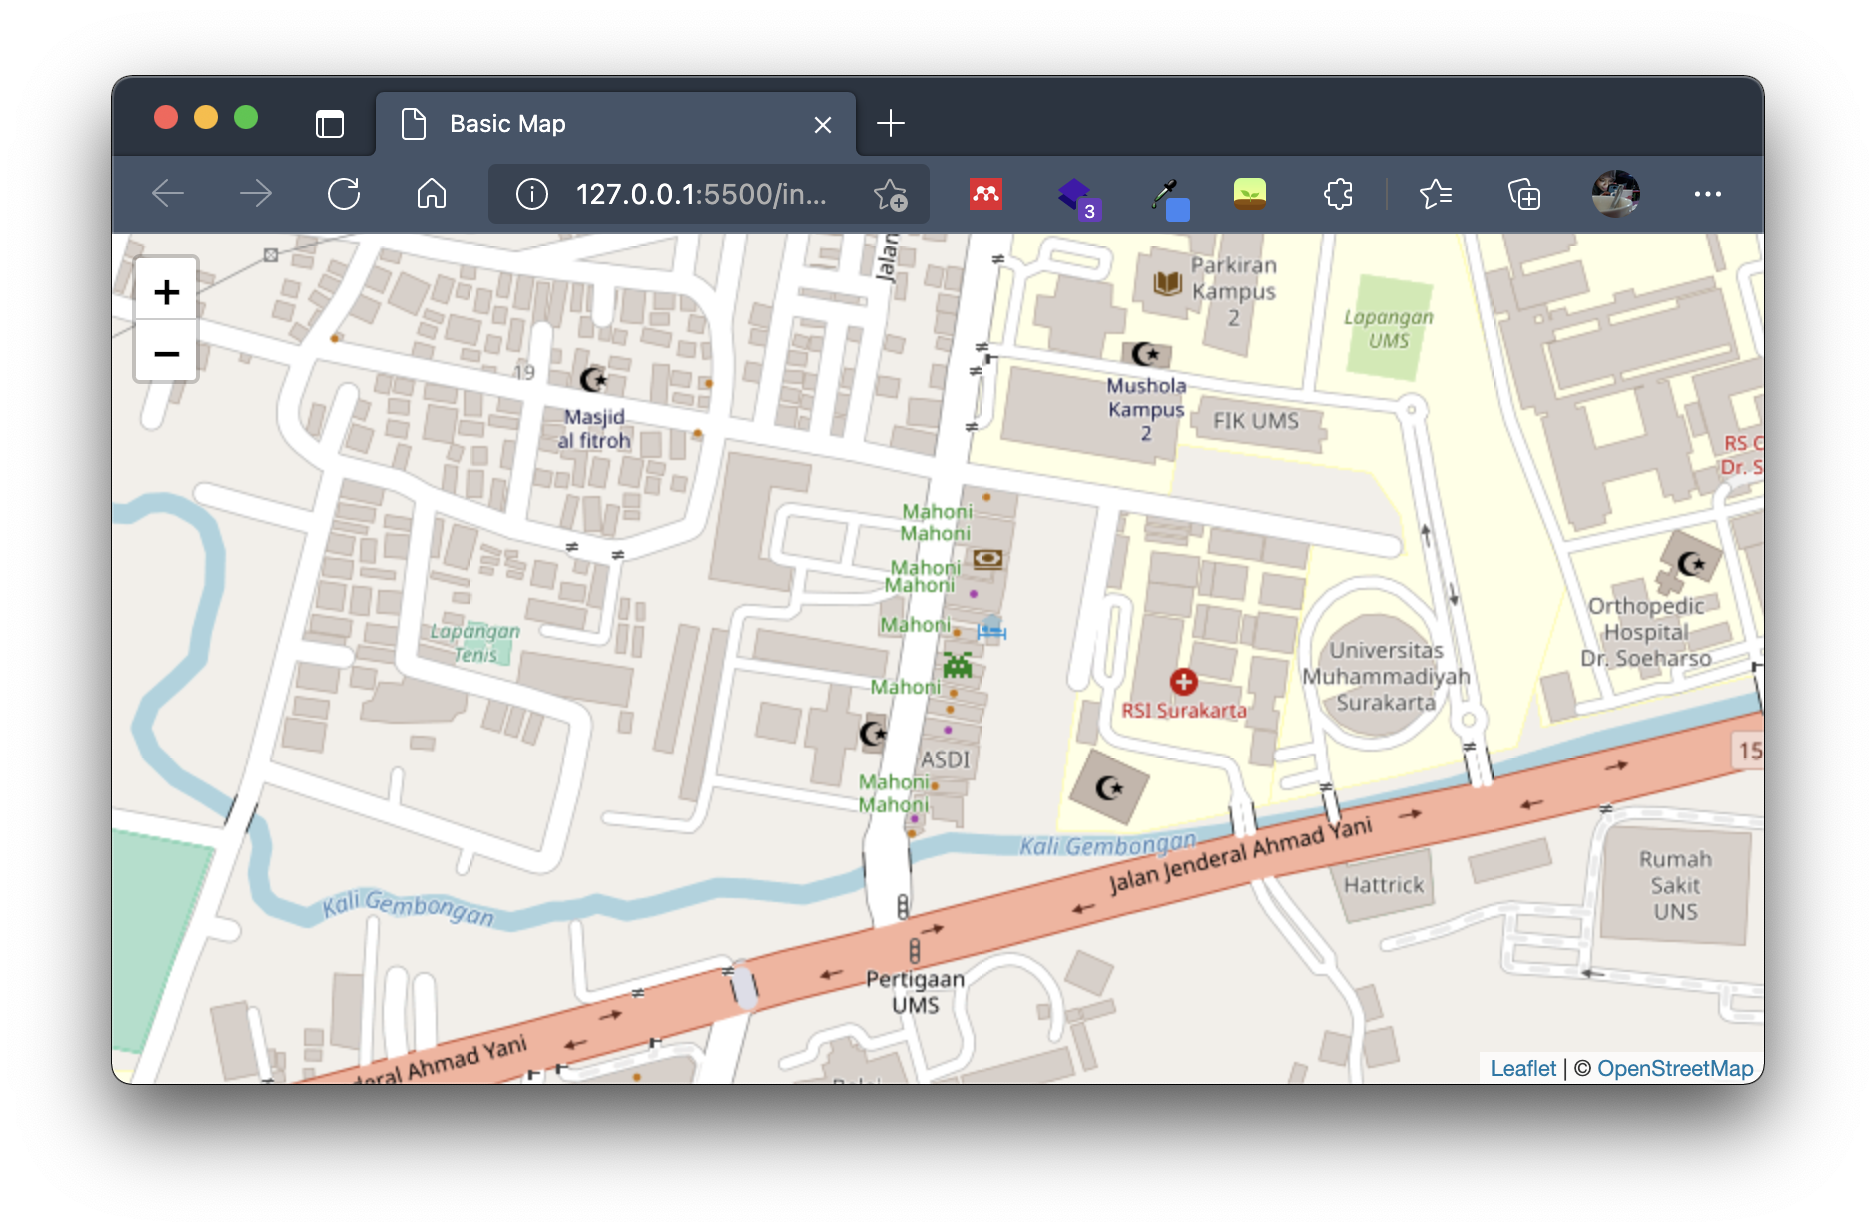 Basic Map
127.0.0.1:5500/in...
3
+
−
Jalan
Parkiran
Kampus
2
Lapangan
UMS
19
Masjid
al fitroh
Mushola
Kampus
2
FIK UMS
RS O
Dr. S
Mahoni
Mahoni
Mahoni
Mahoni
Mahoni
Lapangan
Tenis
Orthopedic
Hospital
Dr. Soeharso
Universitas
Muhammadiyah
Surakarta
Mahoni
RSI Surakarta
ASDI
15
Mahoni
Mahoni
Kali Gembongan
Jalan Jenderal Ahmad Yani
Hattrick
Rumah
Sakit
UNS
Kali Gembongan
Pertigaan
UMS
deral Ahmad Yani
Leaflet | © OpenStreetMap